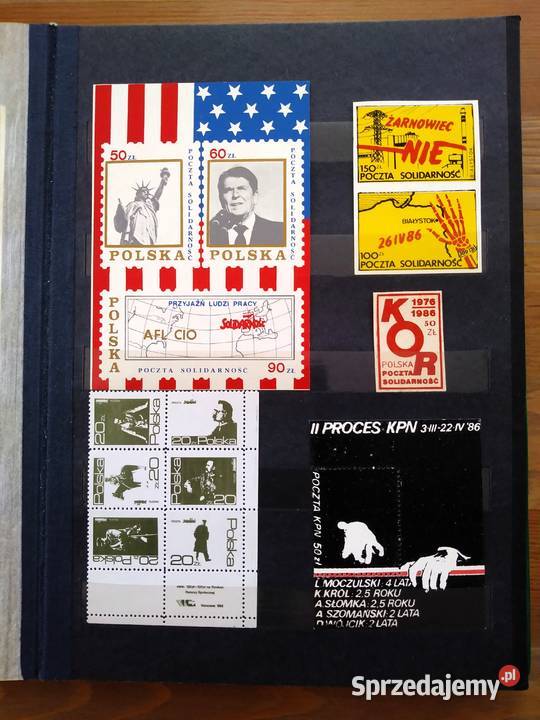 50 ZŁ
POCZTA SOLIDARNOŚĆ
POLSKA
60 ZŁ
POCZTA SOLIDARNOŚĆ
POLSKA
POLSKA
PRZYJAŹŃ LUDZI PRACY
AFL CIO
SOLIDARNOŚĆ
POCZTA SOLIDARNOŚĆ
90 ZŁ
ŻARNOWIEC
NIE
150 ZŁ
POCZTA SOLIDARNOŚĆ
BIAŁYSTOK
26 IV 86
100 ZŁ
POCZTA SOLIDARNOŚĆ
KOR
1976
1986
50
ZŁ
POLSKA
POCZTA
SOLIDARNOŚĆ
20 zł Polska
20 zł Polska
20 zł Polska
20 Polska
20 zł Polska
20 zł Polska
II PROCES KPN 3·III-22·IV '86
POCZTA KPN 50 zł
L MOCZULSKI: 4 LATA
K KRÓL: 2,5 ROKU
A.SŁOMKA: 2,5 ROKU
A SZOMAŃSKI: 2 LATA
D.WÓJCIK: 2 LATA
Sprzedajemy.pl